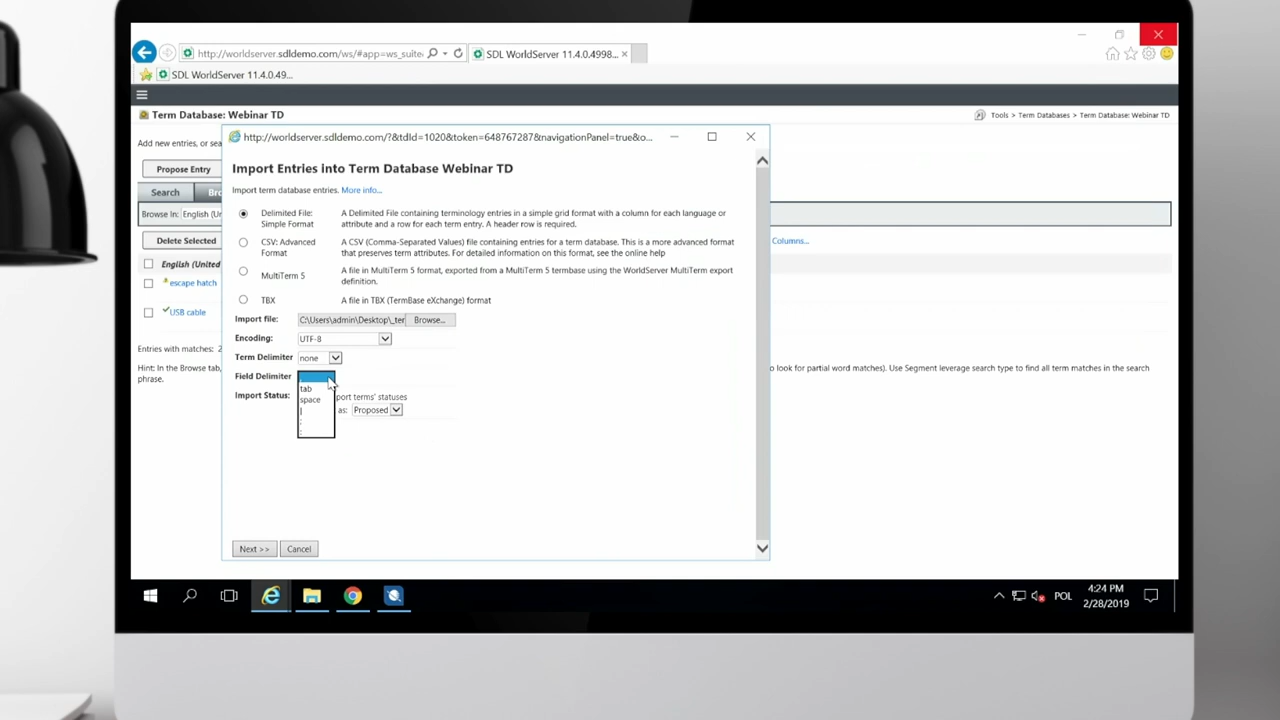 http://worldserver.sdldemo.com/ws/#app=ws_suite
SDL WorldServer 11.4.0.4998...
SDL WorldServer 11.4.0.49...
Term Database: Webinar TD
Tools > Term Databases > Term Database: Webinar TD
Add new entries, or sea
http://worldserver.sdldemo.com/?&tdId=1020&token=648767287&navigationPanel=true&o...
Propose Entry
Import Entries into Term Database Webinar TD
Search
Import term database entries. More info...
Browse In: English (Un
Delimited File: Simple Format
A Delimited File containing terminology entries in a simple grid format with a column for each language or attribute and a row for each term entry. A header row is required.
Delete Selected
Columns...
CSV: Advanced Format
A CSV (Comma-Separated Values) file containing entries for a term database. This is a more advanced format that preserves term attributes. For detailed information on this format, see the online help
English (United
MultiTerm 5
A file in MultiTerm 5 format, exported from a MultiTerm 5 termbase using the WorldServer MultiTerm export definition.
escape hatch
TBX
A file in TBX (TermBase eXchange) format
USB cable
Import file:
C:\Users\admin\Desktop\_ter
Browse...
Encoding:
UTF-8
Entries with matches: 2
Term Delimiter
none
Hint: In the Browse tab,
to look for partial word matches). Use Segment leverage search type to find all term matches in the search
phrase.
Field Delimiter
tab
space
|
;
:
Import Status:
port terms' statuses
as: Proposed
Next >>
Cancel
POL
4:24 PM
2/28/2019